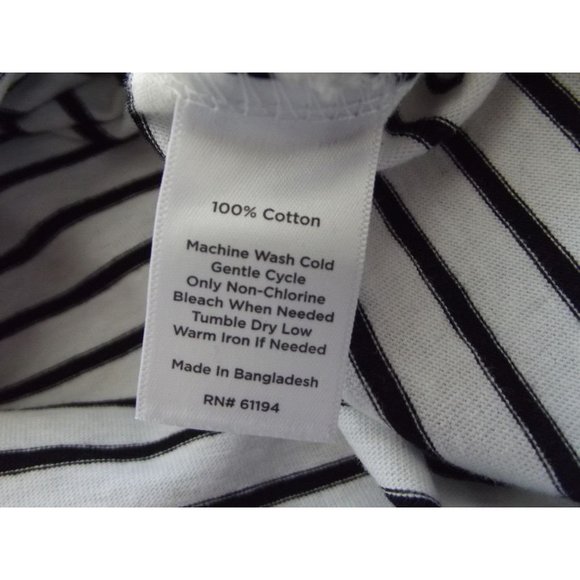 100% Cotton
Machine Wash Cold
Gentle Cycle
Only Non-Chlorine
Bleach When Needed
Tumble Dry Low
Warm Iron If Needed
Made In Bangladesh
RN# 61194